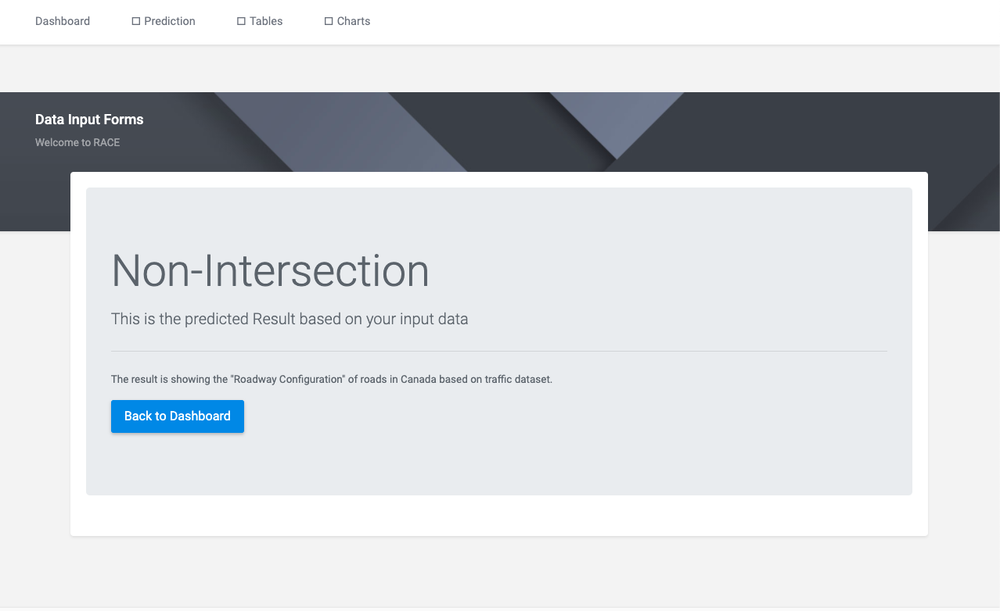 Dashboard Prediction Tables Charts
Data Input Forms
Welcome to RACE
Non-Intersection
This is the predicted Result based on your input data
The result is showing the "Roadway Configuration" of roads in Canada based on traffic dataset.
Back to Dashboard